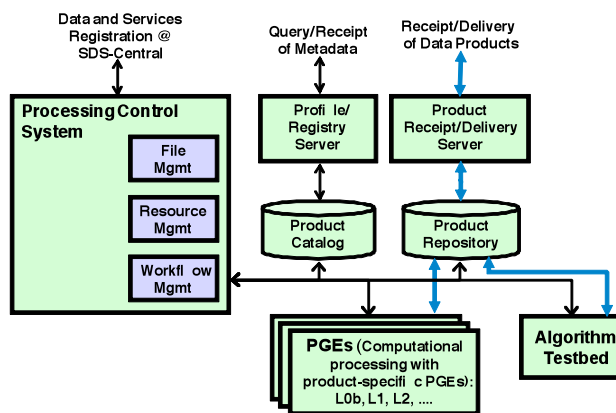 Data and Services
Registration @
SDS-Central
Query/Receipt
of Metadata
Receipt/Delivery
of Data Products
Processing Control
System
File
Mgmt
Resource
Mgmt
Workfl ow
Mgmt
Profi le/
Registry
Server
Product
Receipt/Delivery
Server
Product
Catalog
Product
Repository
PGEs (Computational
processing with
product-specifi c PGEs):
L0b, L1, L2, ....
Algorithm
Testbed